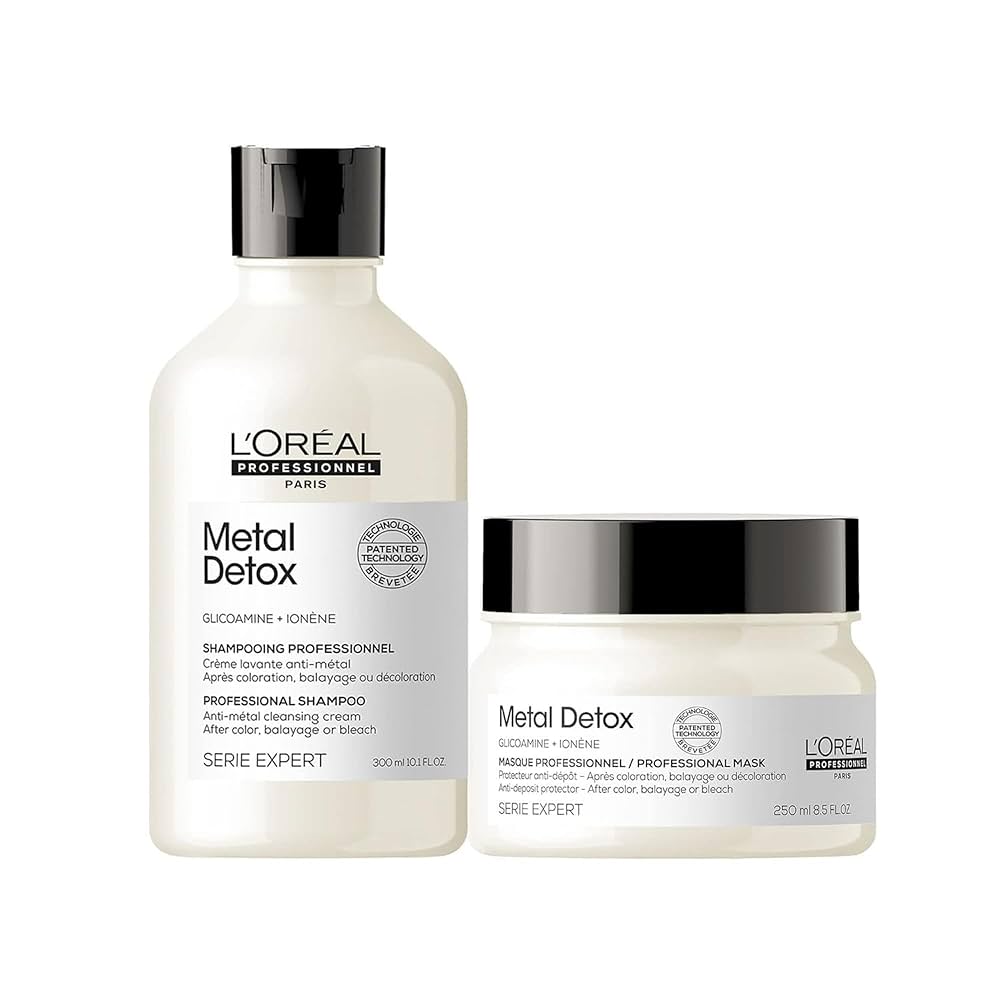 L'ORÉAL
PROFESSIONNEL
PARIS
Metal
Detox
TECHNOLOGIE
PATENTED
TECHNOLOGY
BREVETÉE
GLICOAMINE + IONÈNE
SHAMPOOING PROFESSIONNEL
Crème lavante anti-métal
Après coloration, balayage ou décoloration
PROFESSIONAL SHAMPOO
Anti-métal cleansing cream
After color, balayage or bleach
SERIE EXPERT
300 ml 10.1 FL.OZ.
Metal Detox
TECHNOLOGIE
PATENTED
TECHNOLOGY
BREVETÉE
GLICOAMINE + IONÈNE
MASQUE PROFESSIONNEL / PROFESSIONAL MASK
Protecteur anti-dépôt - Après coloration, balayage ou décoloration
Anti-deposit protector - After color, balayage or bleach
SERIE EXPERT
L'ORÉAL
PROFESSIONNEL
PARIS
250 ml 8.5 FL.OZ.